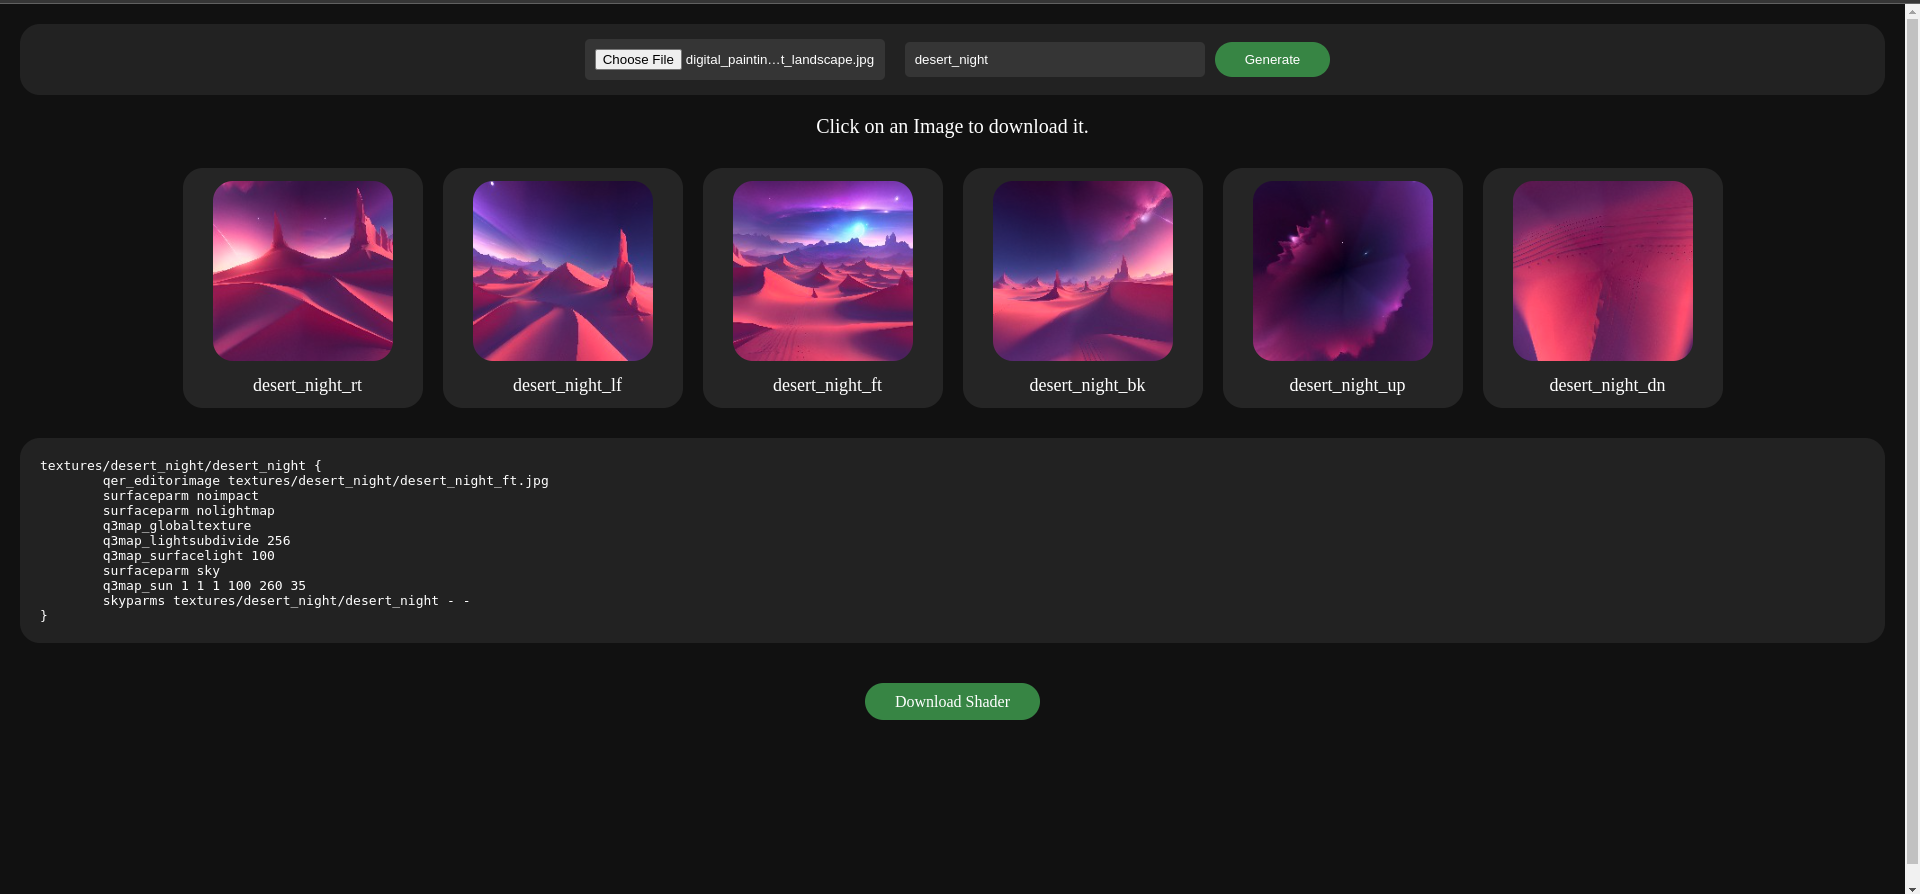 Choose File digital_paintin…t_landscape.jpg desert_night Generate
Click on an Image to download it.
desert_night_rt desert_night_lf desert_night_ft desert_night_bk desert_night_up desert_night_dn
textures/desert_night/desert_night {
        qer_editorimage textures/desert_night/desert_night_ft.jpg
        surfaceparm noimpact
        surfaceparm nolightmap
        q3map_globaltexture
        q3map_lightsubdivide 256
        q3map_surfacelight 100
        surfaceparm sky
        q3map_sun 1 1 1 100 260 35
        skyparms textures/desert_night/desert_night - -
}
Download Shader